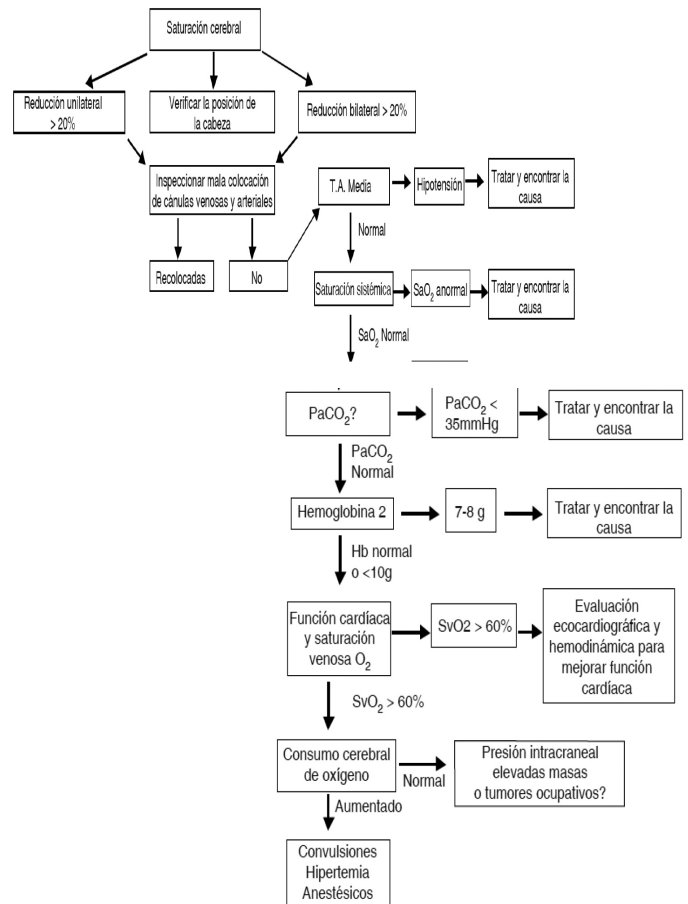 Saturación cerebral
Reducción unilateral
> 20%
Verificar la posición de
la cabeza
Reducción bilateral > 20%
Inspeccionar mala colocación
de cánulas venosas y arteriales
T.A. Media
Hipotensión
Tratar y encontrar la
causa
Normal
Recolocadas
No
Saturación sistémica
SaO2 anormal
Tratar y encontrar la
causa
SaO2 Normal
PaCO2?
PaCO2 <
35mmHg
Tratar y encontrar la
causa
PaCO2
Normal
Hemoglobina 2
7-8 g
Tratar y encontrar la
causa
Hb normal
o <10g
Función cardíaca
y saturación
venosa O2
SvO2 > 60%
Evaluación
ecocardiográfica y
hemodinámica para
mejorar función
cardíaca
SvO2 > 60%
Consumo cerebral
de oxígeno
Normal
Presión intracraneal
elevadas masas
o tumores ocupativos?
Aumentado
Convulsiones
Hipertemia
Anestésicos